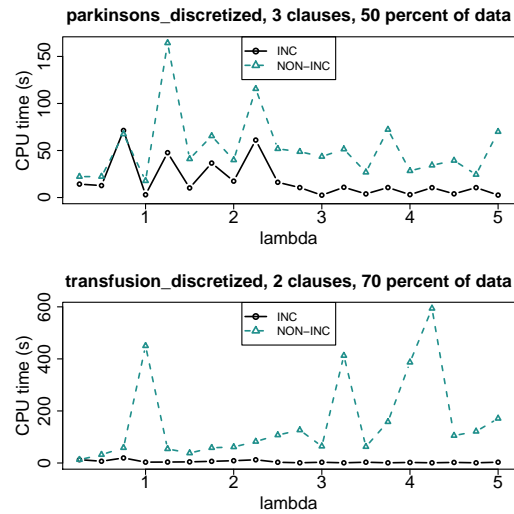 parkinsons_discretized, 3 clauses, 50 percent of data
INC
NON−INC
CPU time (s)
150
100
50
0
1 2 3 4 5
lambda
transfusion_discretized, 2 clauses, 70 percent of data
INC
NON−INC
CPU time (s)
600
400
200
0
1 2 3 4 5
lambda